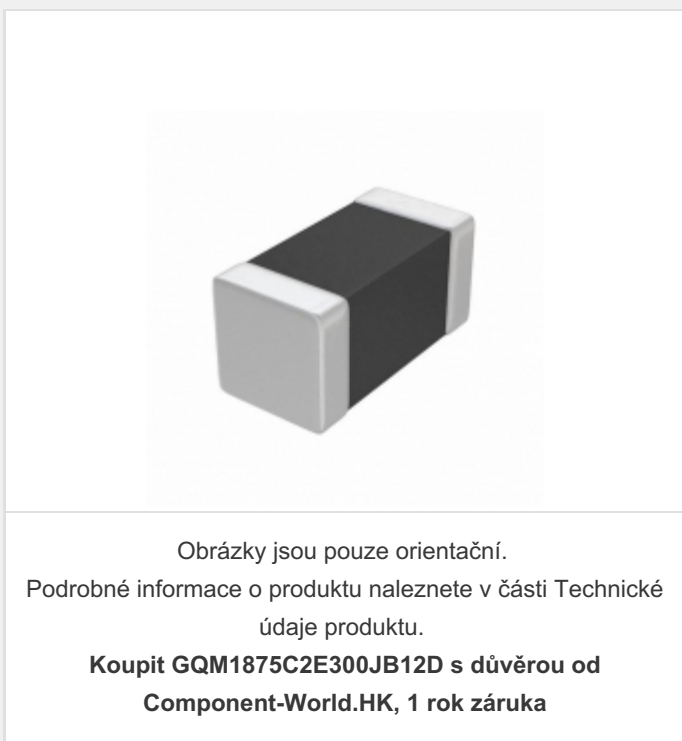 Obrázky jsou pouze orientační.
Podrobné informace o produktu naleznete v části Technické
údaje produktu.
Koupit GQM1875C2E300JB12D s důvěrou od
Component-World.HK, 1 rok záruka